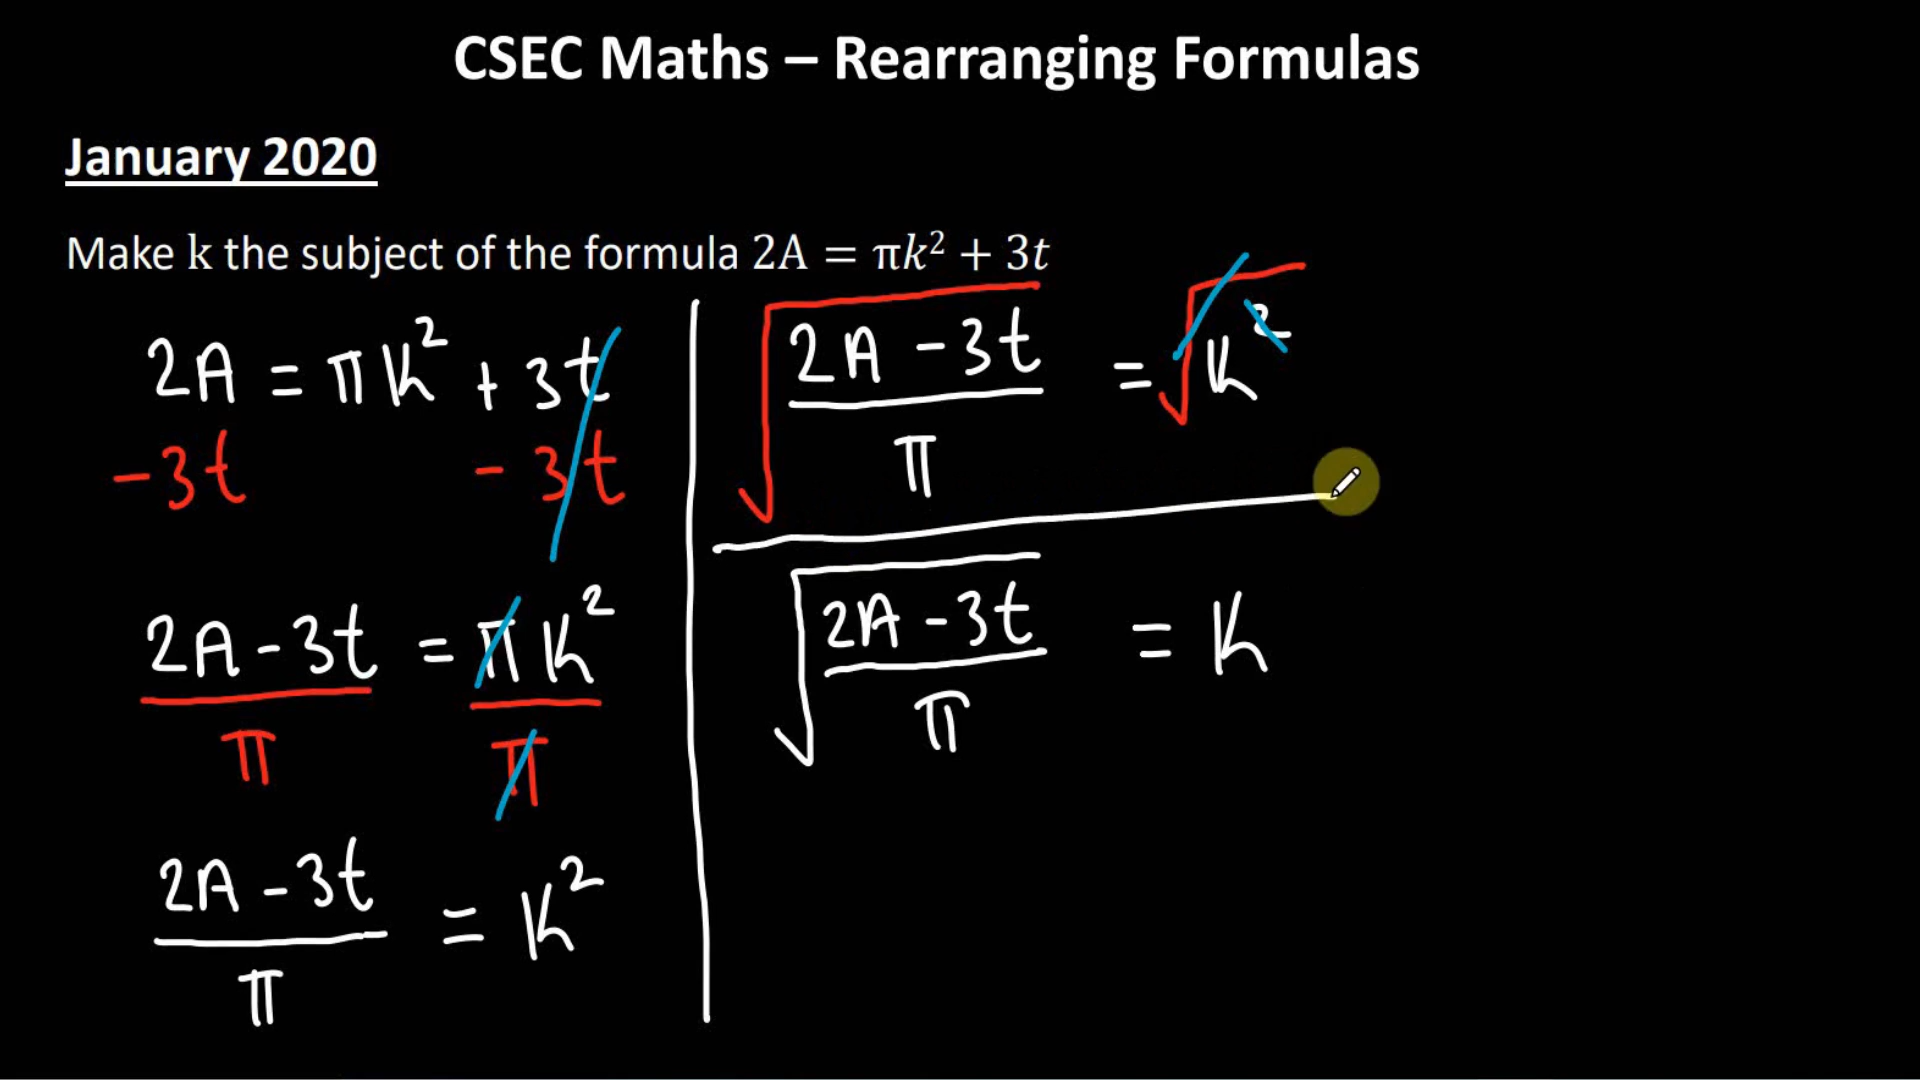 CSEC Maths – Rearranging Formulas
January 2020
Make k the subject of the formula 2A = πk² + 3t
2A = πK² + 3t
-3t - 3t
2A - 3t = πK²
π π
2A - 3t = K²
π
√2A - 3t = √K²
π
√2A - 3t = K
π